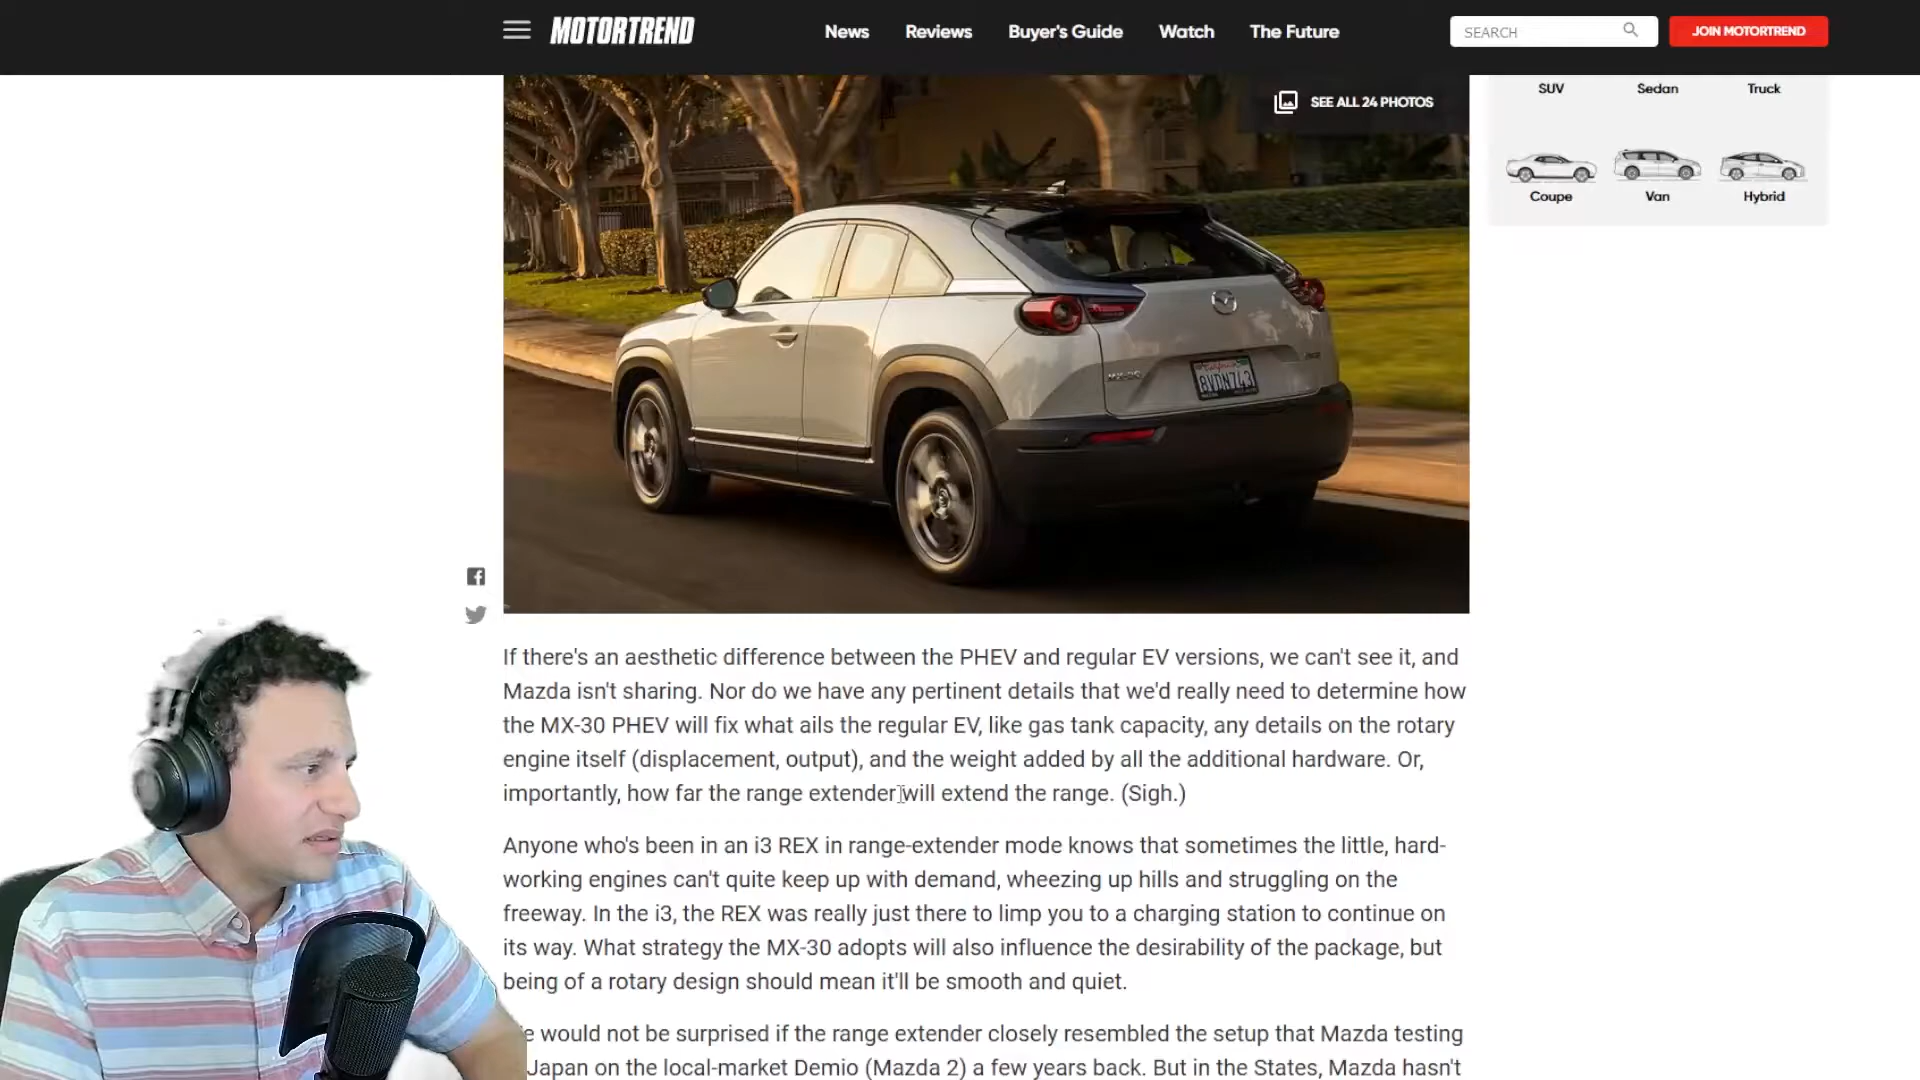 MOTORTREND
News
Reviews
Buyer's Guide
Watch
The Future
SEARCH
JOIN MOTORTREND
SEE ALL 24 PHOTOS
SUV
Sedan
Truck
Coupe
Van
Hybrid
MX-30
8VDN743
If there's an aesthetic difference between the PHEV and regular EV versions, we can't see it, and
Mazda isn't sharing. Nor do we have any pertinent details that we'd really need to determine how
the MX-30 PHEV will fix what ails the regular EV, like gas tank capacity, any details on the rotary
engine itself (displacement, output), and the weight added by all the additional hardware. Or,
importantly, how far the range extender will extend the range. (Sigh.)
Anyone who's been in an i3 REX in range-extender mode knows that sometimes the little, hard-
working engines can't quite keep up with demand, wheezing up hills and struggling on the
freeway. In the i3, the REX was really just there to limp you to a charging station to continue on
its way. What strategy the MX-30 adopts will also influence the desirability of the package, but
being of a rotary design should mean it'll be smooth and quiet.
would not be surprised if the range extender closely resembled the setup that Mazda testing
Japan on the local-market Demio (Mazda 2) a few years back. But in the States, Mazda hasn't